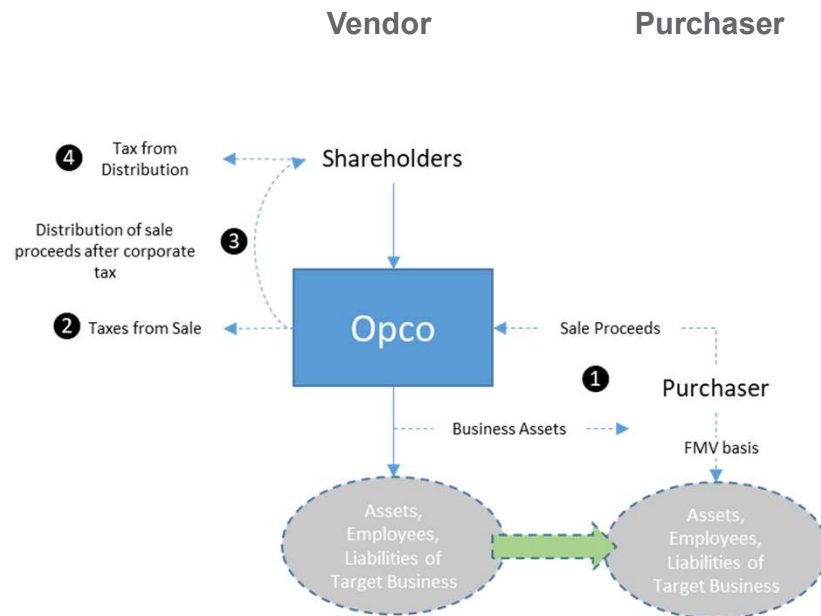 Vendor
Purchaser
4
Tax from
Distribution
Shareholders
Distribution of sale
proceeds after corporate
tax
3
2
Taxes from Sale
Opco
Sale Proceeds
1
Purchaser
Business Assets
FMV basis
Assets,
Employees,
Liabilities of
Target Business
Assets,
Employees,
Liabilities of
Target Business